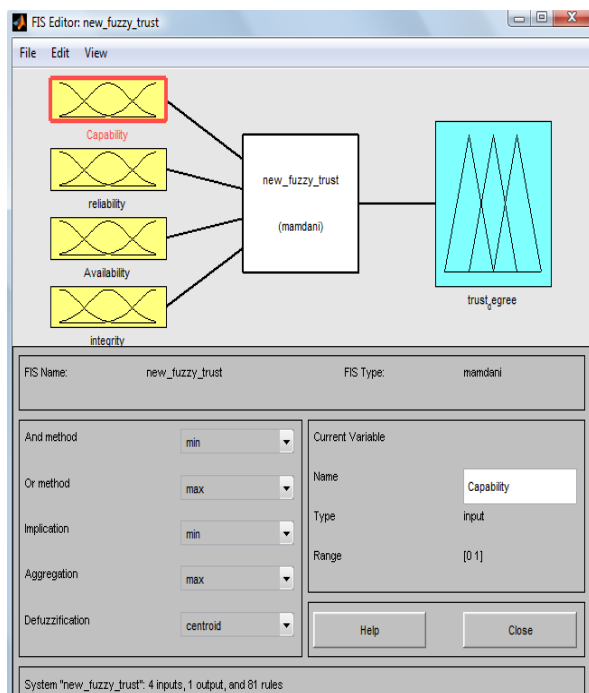 FIS Editor: new_fuzzy_trust
File Edit View
Capability
reliability
Availability
integrity
new_fuzzy_trust
(mamdani)
trust_degree
FIS Name: new_fuzzy_trust FIS Type: mamdani
And method min
Or method max
Implication min
Aggregation max
Defuzzification centroid
Current Variable
Name Capability
Type input
Range [0 1]
Help Close
System "new_fuzzy_trust": 4 inputs, 1 output, and 81 rules